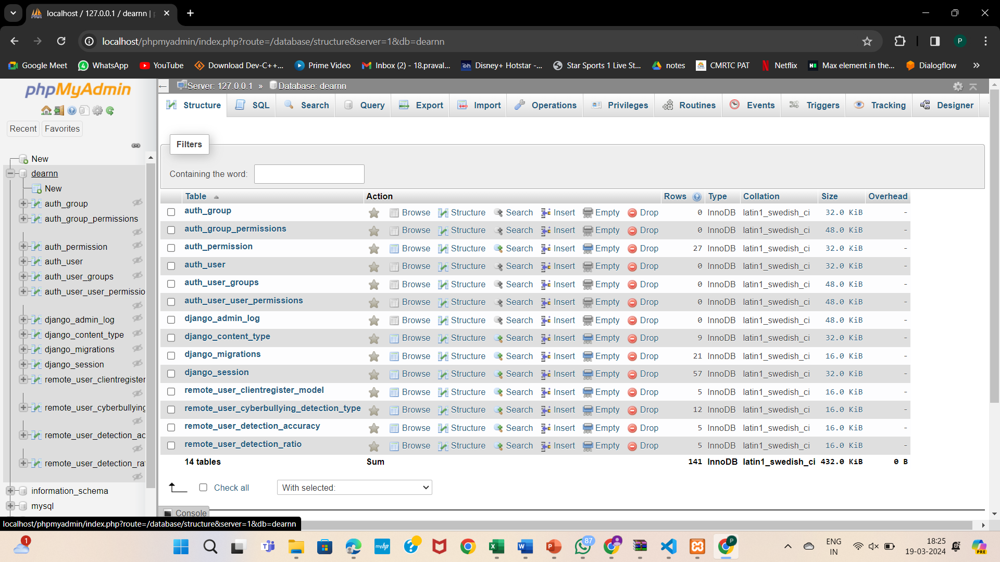 localhost / 127.0.0.1 / dearnn |
localhost/phpmyadmin/index.php?route=/database/structure&server=1&db=dearnn
P
Google Meet WhatsApp YouTube Download Dev-C++... Prime Video Inbox (2) - 18.praval... Disney+ Hotstar -... Star Sports 1 Live St... notes CMRTC PAT Netflix Max element in the... Dialogflow »
phpMyAdmin
Recent Favorites
New
dearnn
New
auth_group
auth_group_permissions
auth_permission
auth_user
auth_user_groups
auth_user_user_permissio
django_admin_log
django_content_type
django_migrations
django_session
remote_user_clientregister
remote_user_cyberbullying
remote_user_detection_ac
remote_user_detection_ra
information_schema
mysql
Server: 127.0.0.1 » Database: dearnn
Structure SQL Search Query Export Import Operations Privileges Routines Events Triggers Tracking Designer
Filters
Containing the word:
Table Action Rows Type Collation Size Overhead
auth_group Browse Structure Search Insert Empty Drop 0 InnoDB latin1_swedish_ci 32.0 KiB -
auth_group_permissions Browse Structure Search Insert Empty Drop 0 InnoDB latin1_swedish_ci 48.0 KiB -
auth_permission Browse Structure Search Insert Empty Drop 27 InnoDB latin1_swedish_ci 32.0 KiB -
auth_user Browse Structure Search Insert Empty Drop 0 InnoDB latin1_swedish_ci 32.0 KiB -
auth_user_groups Browse Structure Search Insert Empty Drop 0 InnoDB latin1_swedish_ci 48.0 KiB -
auth_user_user_permissions Browse Structure Search Insert Empty Drop 0 InnoDB latin1_swedish_ci 48.0 KiB -
django_admin_log Browse Structure Search Insert Empty Drop 0 InnoDB latin1_swedish_ci 48.0 KiB -
django_content_type Browse Structure Search Insert Empty Drop 9 InnoDB latin1_swedish_ci 32.0 KiB -
django_migrations Browse Structure Search Insert Empty Drop 21 InnoDB latin1_swedish_ci 16.0 KiB -
django_session Browse Structure Search Insert Empty Drop 57 InnoDB latin1_swedish_ci 32.0 KiB -
remote_user_clientregister_model Browse Structure Search Insert Empty Drop 5 InnoDB latin1_swedish_ci 16.0 KiB -
remote_user_cyberbullying_detection_type Browse Structure Search Insert Empty Drop 12 InnoDB latin1_swedish_ci 16.0 KiB -
remote_user_detection_accuracy Browse Structure Search Insert Empty Drop 5 InnoDB latin1_swedish_ci 16.0 KiB -
remote_user_detection_ratio Browse Structure Search Insert Empty Drop 5 InnoDB latin1_swedish_ci 16.0 KiB -
14 tables Sum 141 InnoDB latin1_swedish_ci 432.0 KiB 0 B
Check all With selected:
Console
localhost/phpmyadmin/index.php?route=/database/structure&server=1&db=dearnn
1
myhp
87
P
ENG
IN
18:25
19-03-2024
PRE